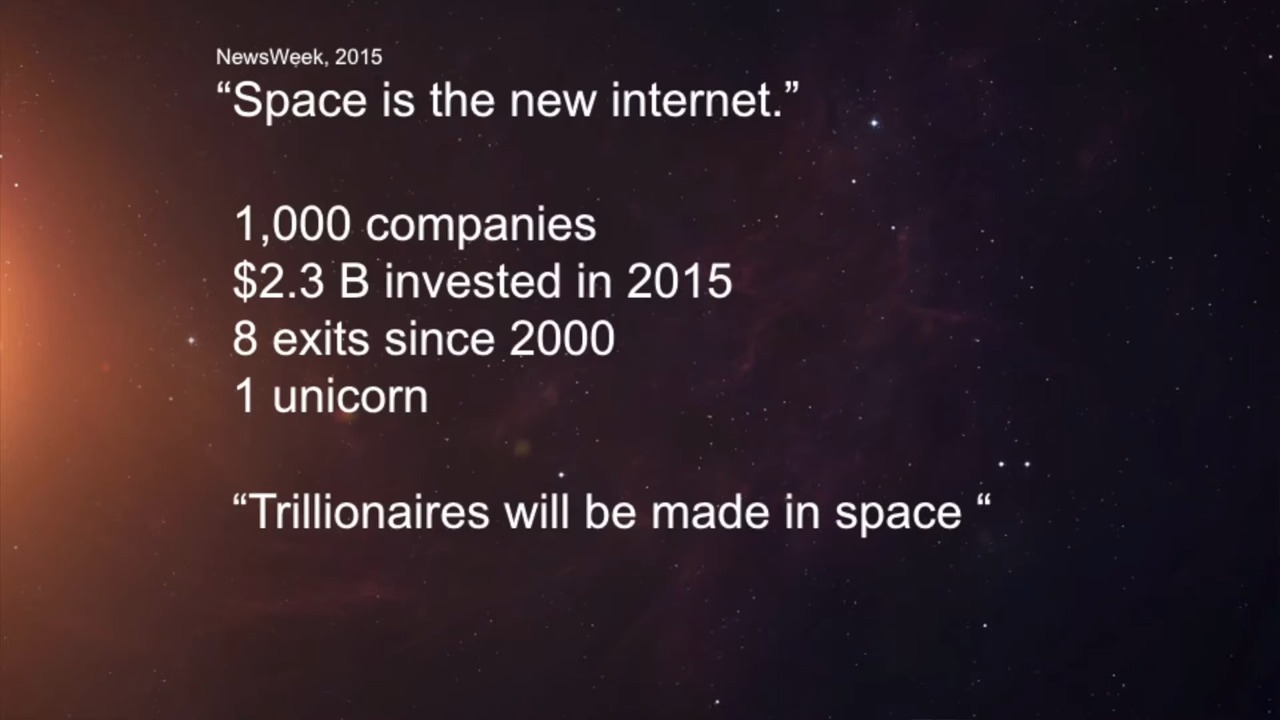 NewsWeek, 2015
“Space is the new internet.”
1,000 companies
$2.3 B invested in 2015
8 exits since 2000
1 unicorn
“Trillionaires will be made in space “